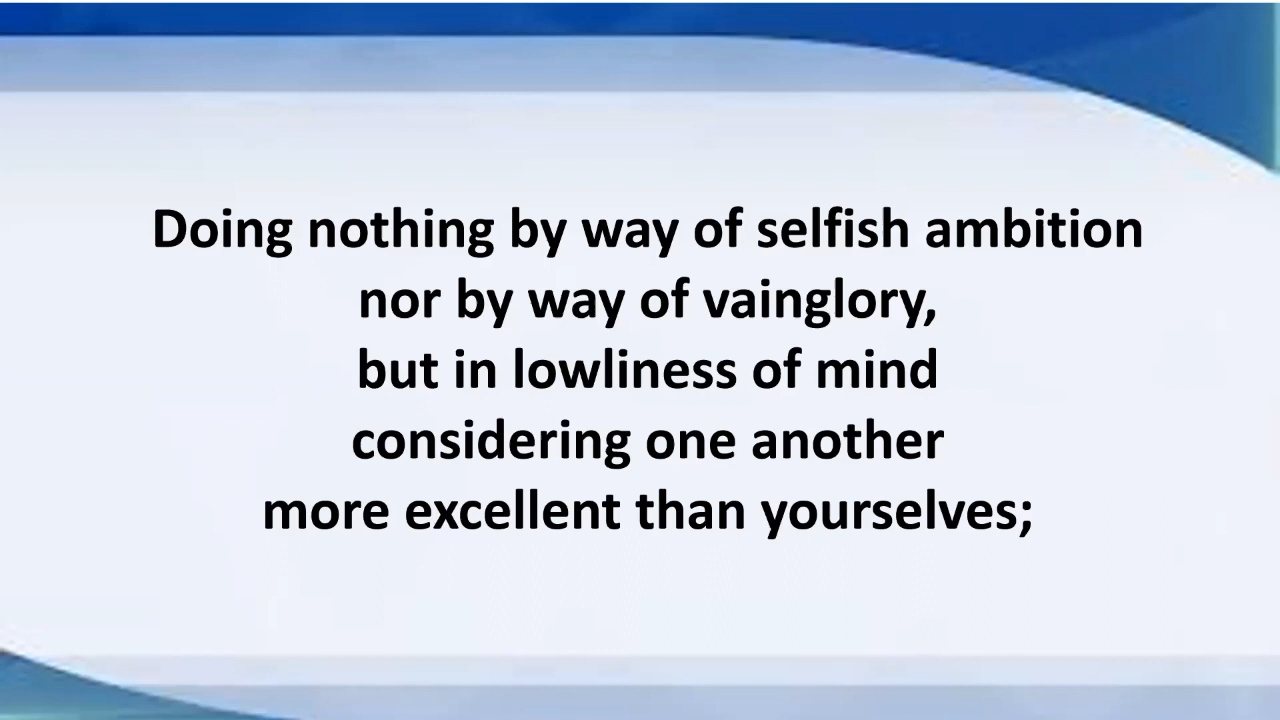 Doing nothing by way of selfish ambition
nor by way of vainglory,
but in lowliness of mind
considering one another
more excellent than yourselves;